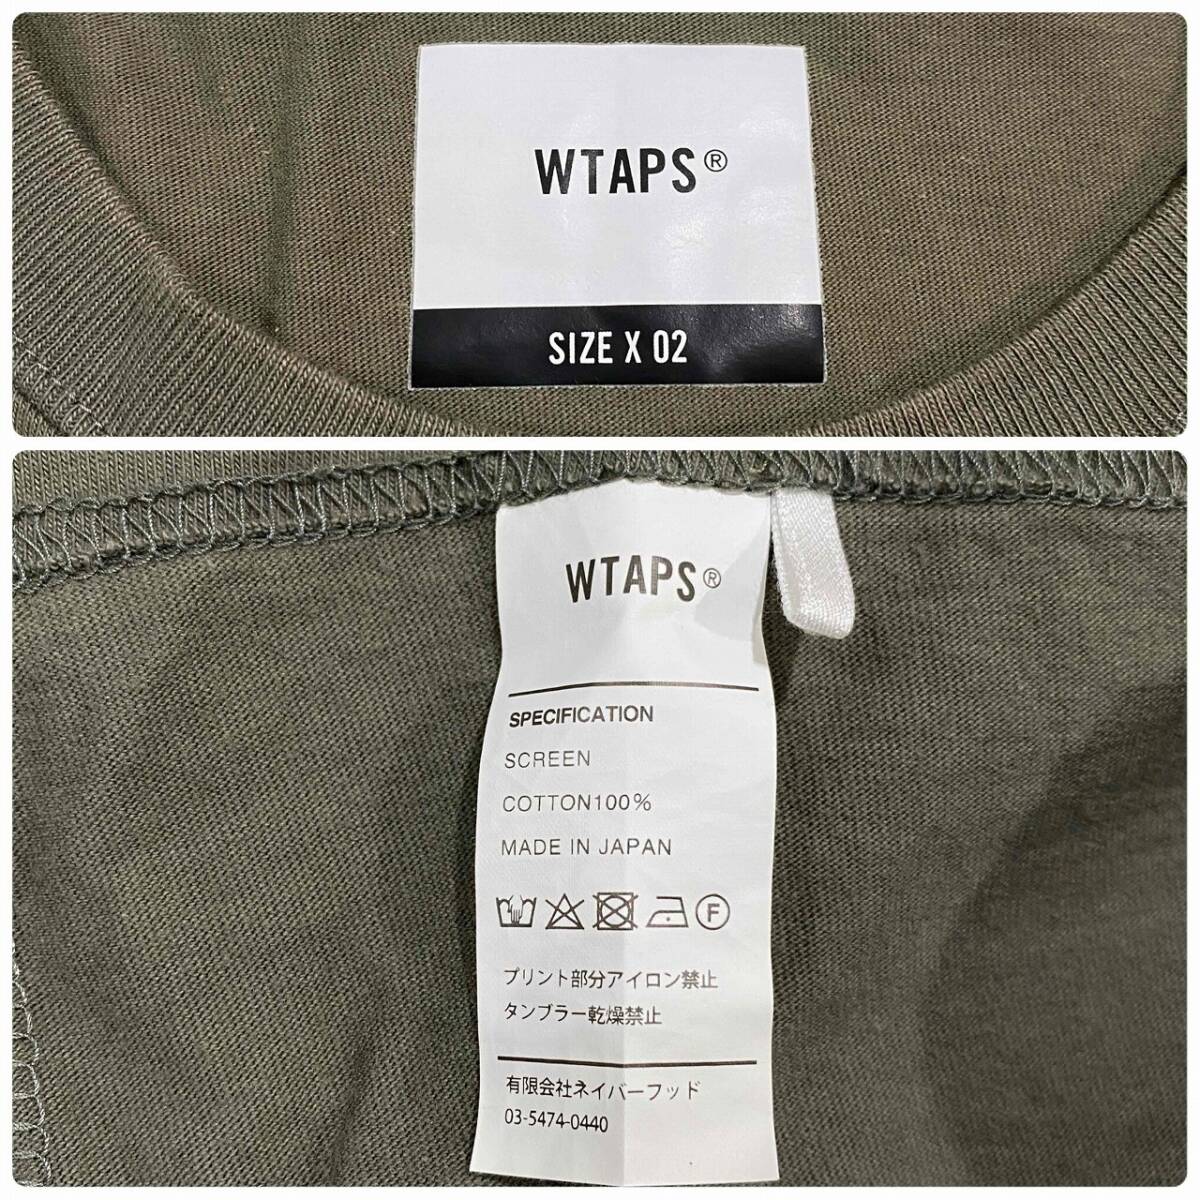 WTAPS®
SIZE X 02
WTAPS®
SPECIFICATION
SCREEN
COTTON100%
MADE IN JAPAN
F
プリント部分アイロン禁止
タンブラー乾燥禁止
有限会社ネイバーフッド
03-5474-0440